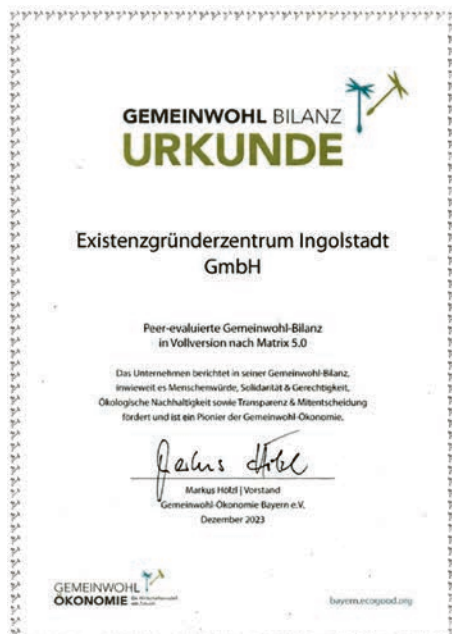 GEMEINWOHL BILANZ
URKUNDE
Existenzgründerzentrum Ingolstadt
GmbH
Peer-evaluierte Gemeinwohl-Bilanz
in Vollversion nach Matrix 5.0
Das Unternehmen berichtet in seiner Gemeinwohl-Bilanz,
inwieweit es Menschenwürde, Solidarität & Gerechtigkeit,
Ökologische Nachhaltigkeit sowie Transparenz & Mitentscheidung
fördert und ist ein Pionier der Gemeinwohl-Ökonomie.
Markus Hölzl | Vorstand
Gemeinwohl-Ökonomie Bayern e.V.
Dezember 2023
GEMEINWOHL
ÖKONOMIE
bayern.ecogood.org